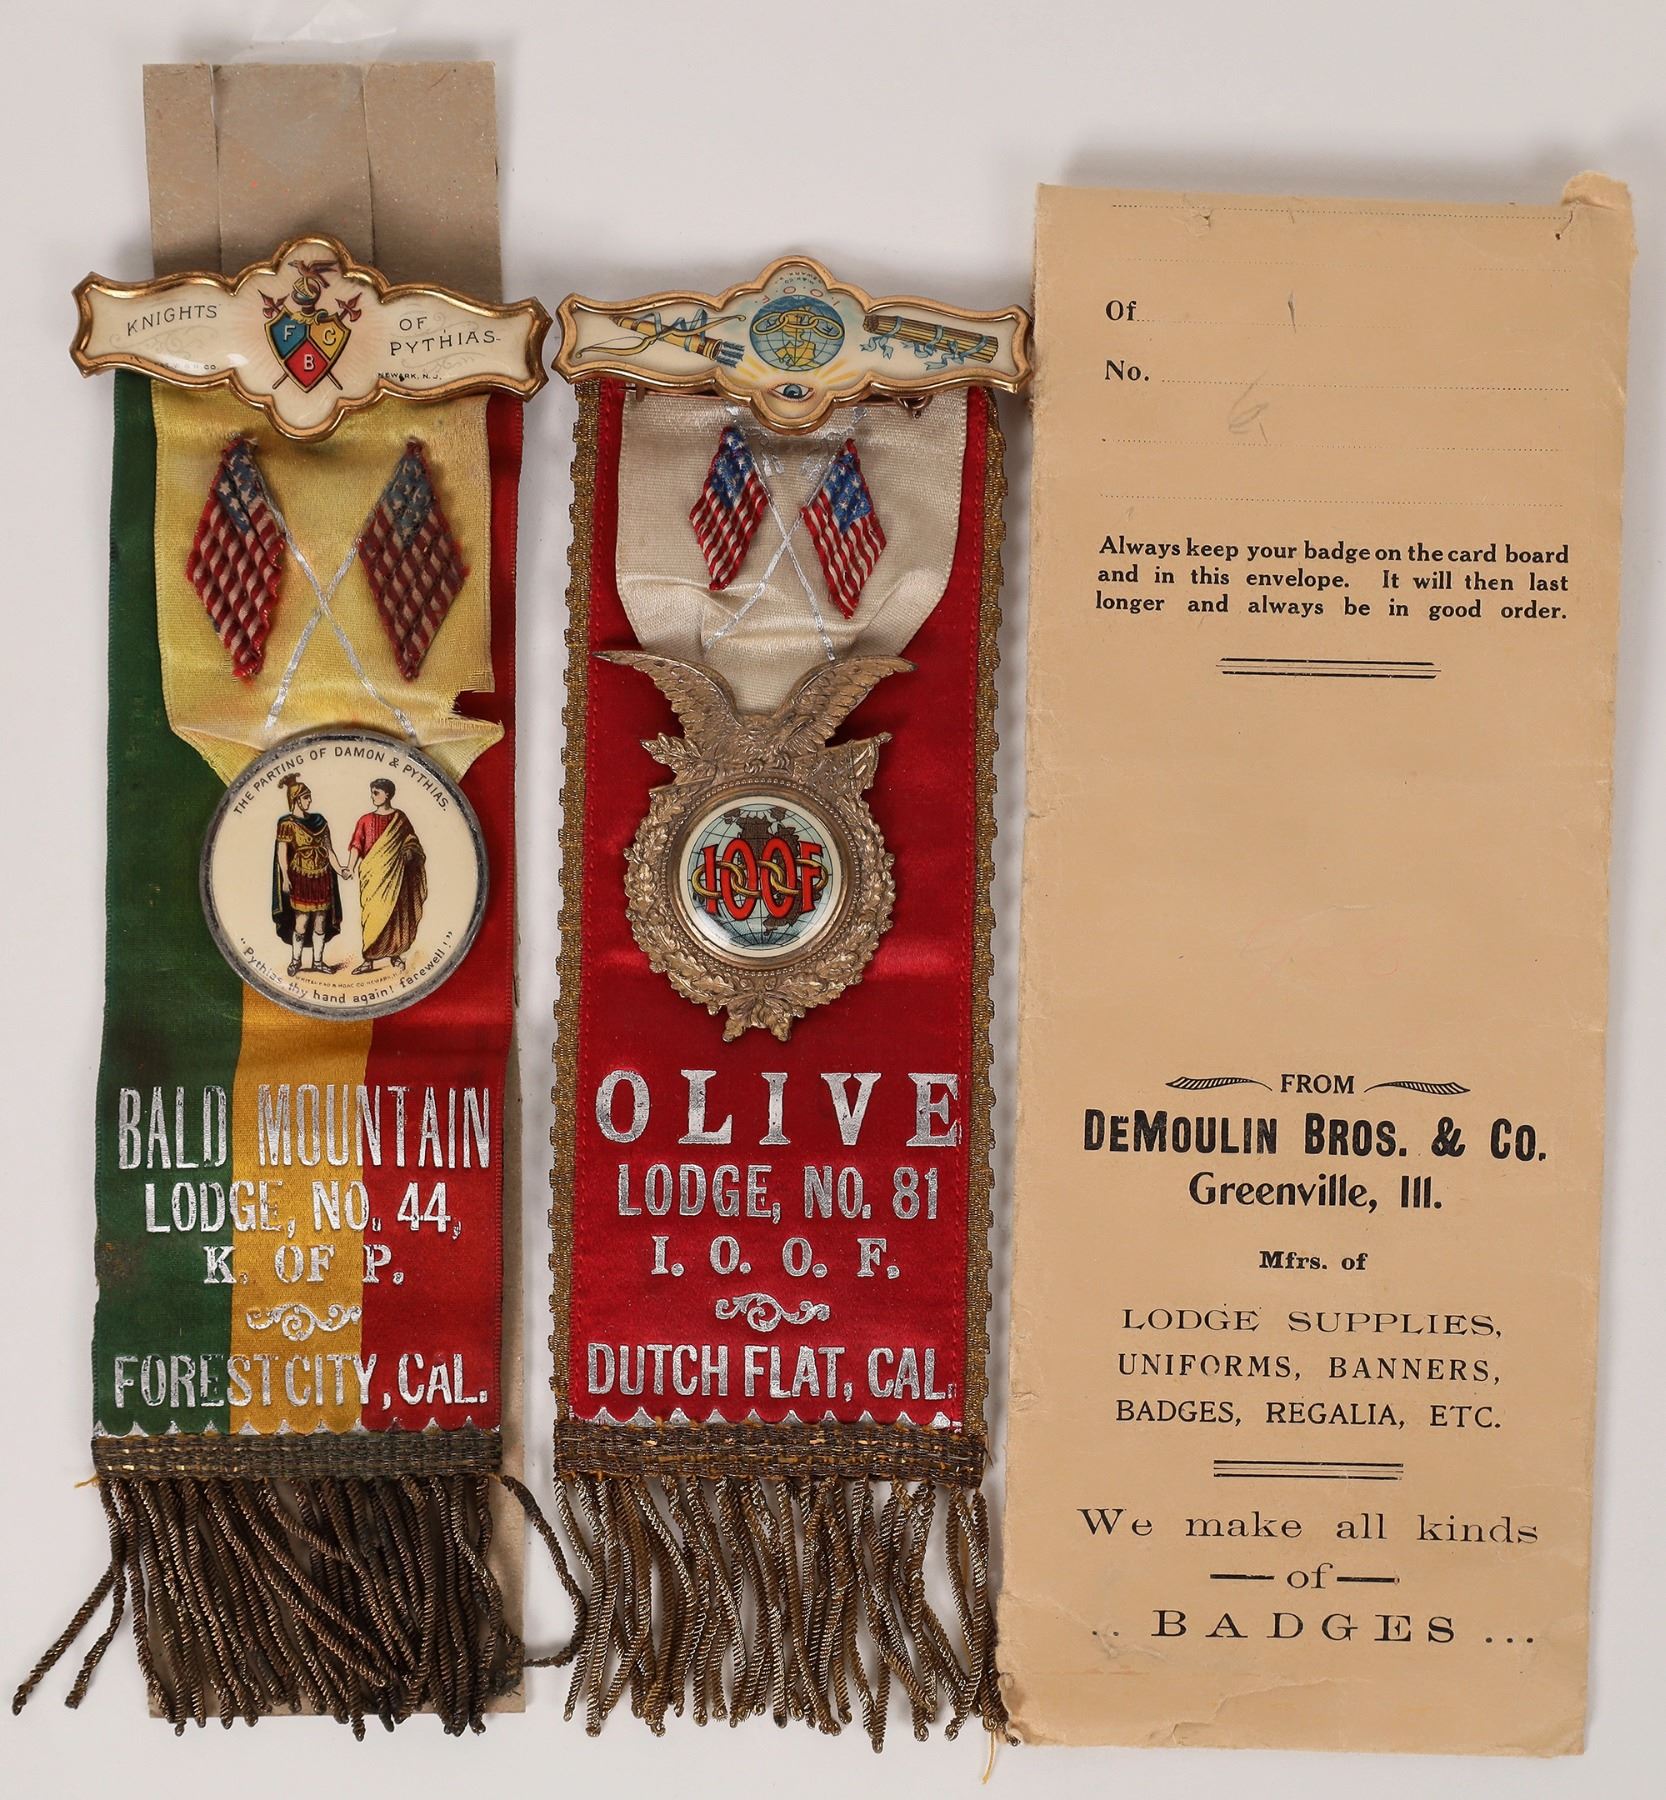 KNIGHTS
OF
PYTHIAS.
F C
B
NEWARK, N.J.
THE PARTING OF DAMON & PYTHIAS.
"Pythias, thy hand again! farewell!"
BALD MOUNTAIN
LODGE, NO. 44,
K. OF P.
FOREST CITY, CAL.
I.O.O.F.
IOOF
OLIVE
LODGE, NO. 81
I. O. O. F.
DUTCH FLAT, CAL.
Of
No.
Always keep your badge on the card board
and in this envelope. It will then last
longer and always be in good order.
FROM
DEMOULIN BROS. & CO.
Greenville, Ill.
Mfrs. of
LODGE SUPPLIES,
UNIFORMS, BANNERS,
BADGES, REGALIA, ETC.
We make all kinds
—of—
.. BADGES ...